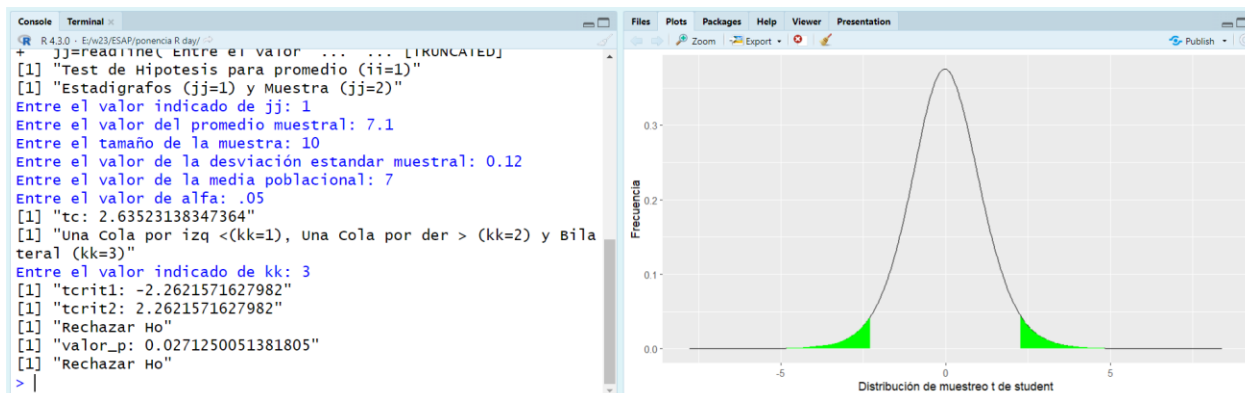 Console Terminal
R 4.3.0 · E:/w23/ESAP/ponencia R day/
+ jj=readline( Entre el valor ... ... [TRUNCATED]
[1] "Test de Hipotesis para promedio (ii=1)"
[1] "Estadigrafos (jj=1) y Muestra (jj=2)"
Entre el valor indicado de jj: 1
Entre el valor del promedio muestral: 7.1
Entre el tamaño de la muestra: 10
Entre el valor de la desviación estandar muestral: 0.12
Entre el valor de la media poblacional: 7
Entre el valor de alfa: .05
[1] "tc: 2.63523138347364"
[1] "Una Cola por izq <(kk=1), Una Cola por der > (kk=2) y Bila
teral (kk=3)"
Entre el valor indicado de kk: 3
[1] "tcrit1: -2.2621571627982"
[1] "tcrit2: 2.2621571627982"
[1] "Rechazar Ho"
[1] "valor_p: 0.0271250051381805"
[1] "Rechazar Ho"
>
Files Plots Packages Help Viewer Presentation
Zoom Export Publish
Frecuencia
0.3
0.2
0.1
0.0
-5 0 5
Distribución de muestreo t de student